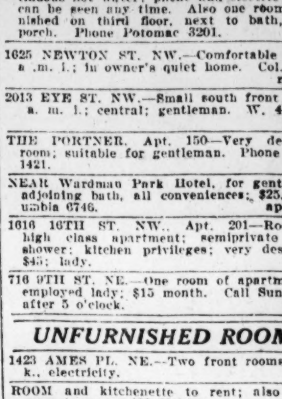 can be seen any time. Also one room
nished on third floor, next to bath,
porch. Phone Potomac 3201.
1625 NEWTON ST. NW.—Comfortable
a .m. i.; in owner's quiet home. Col.
2013 EYE ST. NW.—Small south front
a. m. i.; central; gentleman. W. 4
THE PORTNER, Apt. 150—Very de
room; suitable for gentleman. Phone
1421.
NEAR Wardman Park Hotel, for gent
adjoining bath, all conveniences; $25,
umbia 6746. ap
1616 16TH ST. NW., Apt. 201—Ro
high class apartment; semiprivate
shower; kitchen privileges; very des
$45; lady.
716 9TH ST. NE.—One room of apartm
employed lady; $15 month. Call Sun
after 5 o'clock.
UNFURNISHED ROOM
1423 AMES PL. NE.—Two front rooms
k., electricity.
ROOM and kitchenette to rent; also